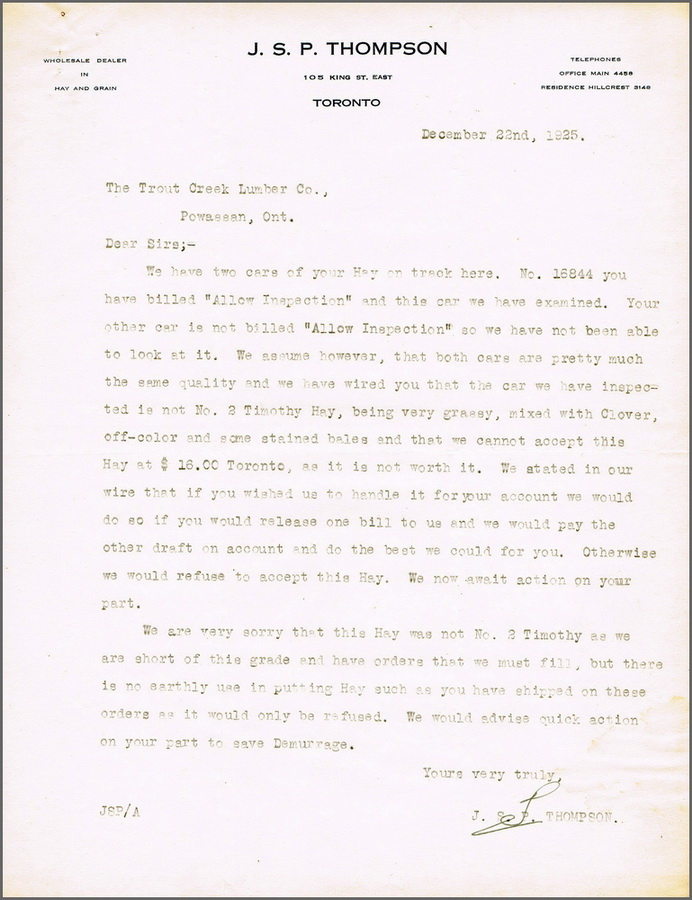 J. S. P. THOMPSON
WHOLESALE DEALER
IN
HAY AND GRAIN
105 KING ST. EAST
TORONTO
TELEPHONES
OFFICE MAIN 4458
RESIDENCE HILLCREST 3148
December 22nd, 1925.
The Trout Creek Lumber Co.,
Powassan, Ont.
Dear Sirs;-
We have two cars of your Hay on track here. No. 16844 you
have billed "Allow Inspection" and this car we have examined. Your
other car is not billed "Allow Inspection" so we have not been able
to look at it. We assume however, that both cars are pretty much
the same quality and we have wired you that the car we have inspec-
ted is not No. 2 Timothy Hay, being very grassy, mixed with Clover,
off-color and some stained bales and that we cannot accept this
Hay at $ 16.00 Toronto, as it is not worth it. We stated in our
wire that if you wished us to handle it foryour account we would
do so if you would release one bill to us and we would pay the
other draft on account and do the best we could for you. Otherwise
we would refuse to accept this Hay. We now await action on your
part.
We are very sorry that this Hay was not No. 2 Timothy as we
are short of this grade and have orders that we must fill, but there
is no earthly use in putting Hay such as you have shipped on these
orders as it would only be refused. We would advise quick action
on your part to save Demurrage.
Yours very truly,
JSP/A
J. S. P. THOMPSON.